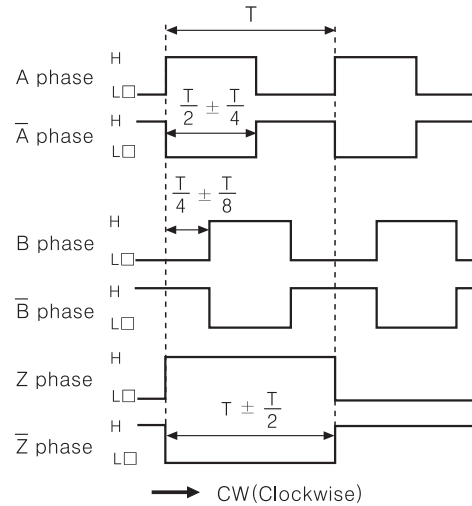 T
H
A phase
L□
T/2 ± T/4
H
A̅ phase
L□
T/4 ± T/8
H
B phase
L□
H
B̅ phase
L□
H
Z phase
L□
T ± T/2
H
Z̅ phase
L□
CW(Clockwise)